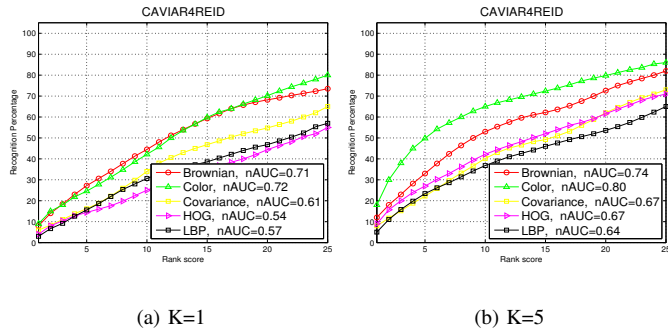 CAVIAR4REID
100
90
80
70
60
50
40
30
20
10
0
Recognition Percentage
5
10
15
20
25
Rank score
Brownian, nAUC=0.71
Color, nAUC=0.72
Covariance, nAUC=0.61
HOG, nAUC=0.54
LBP, nAUC=0.57
(a) K=1
CAVIAR4REID
100
90
80
70
60
50
40
30
20
10
0
Recognition Percentage
5
10
15
20
25
Rank score
Brownian, nAUC=0.74
Color, nAUC=0.80
Covariance, nAUC=0.67
HOG, nAUC=0.67
LBP, nAUC=0.64
(b) K=5